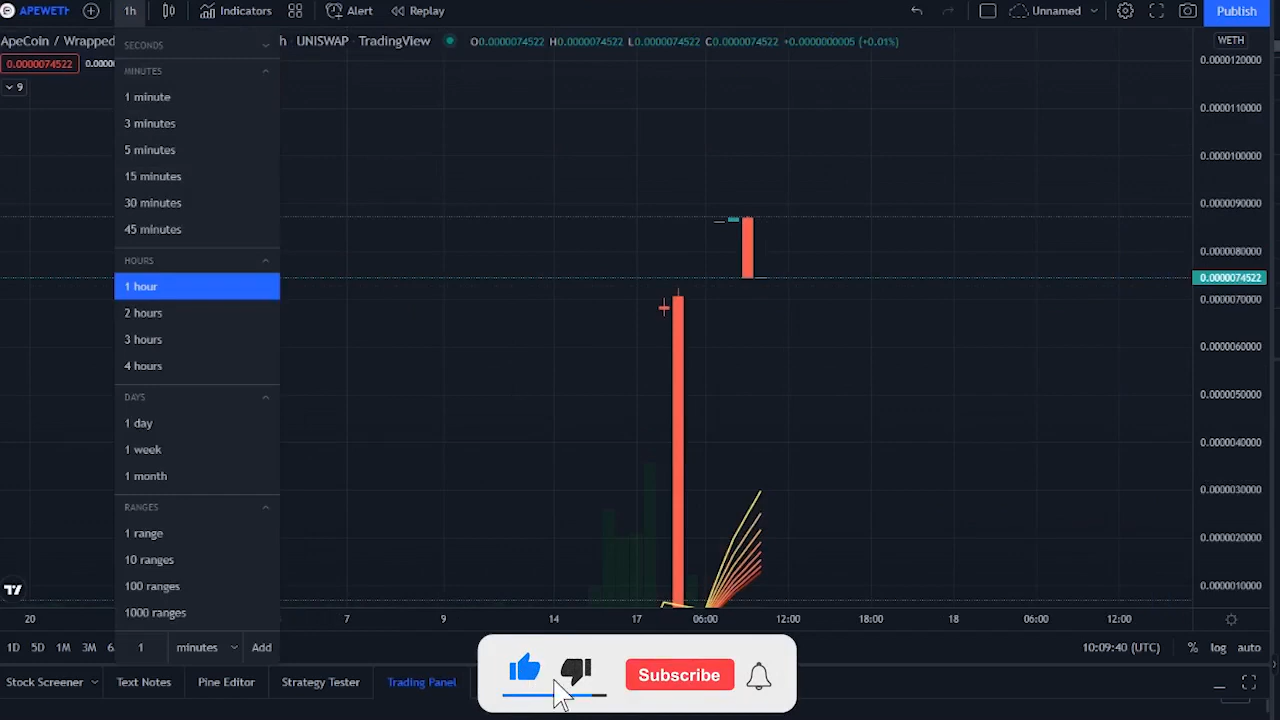 APEWETH 1h Indicators Alert Replay Unnamed Publish
ApeCoin / Wrapped h · UNISWAP · TradingView O0.0000074522 H0.0000074522 L0.0000074522 C0.0000074522 +0.0000000005 (+0.01%) WETH
0.0000074522
9
SECONDS
MINUTES
1 minute
3 minutes
5 minutes
15 minutes
30 minutes
45 minutes
HOURS
1 hour
2 hours
3 hours
4 hours
DAYS
1 day
1 week
1 month
RANGES
1 range
10 ranges
100 ranges
1000 ranges
1 minutes Add
0.0000120000
0.0000110000
0.0000100000
0.0000090000
0.0000080000
0.0000074522
0.0000070000
0.0000060000
0.0000050000
0.0000040000
0.0000030000
0.0000020000
0.0000010000
20 7 9 14 17 06:00 12:00 18:00 18 06:00 12:00
1D 5D 1M 3M 10:09:40 (UTC) % log auto
Stock Screener Text Notes Pine Editor Strategy Tester Trading Panel
Subscribe